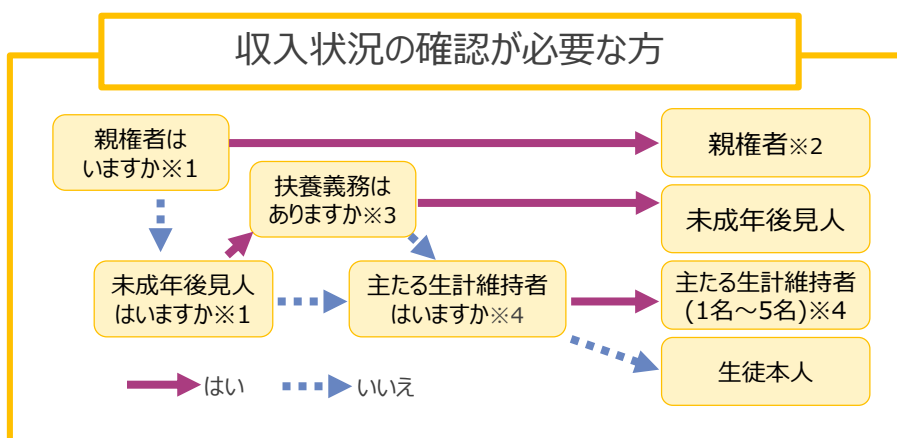 収入状況の確認が必要な方
親権者は
いますか※1
親権者※2
扶養義務は
ありますか※3
未成年後見人
未成年後見人
はいますか※1
主たる生計維持者
はいますか※4
主たる生計維持者
(1名～5名)※4
生徒本人
はい
いいえ